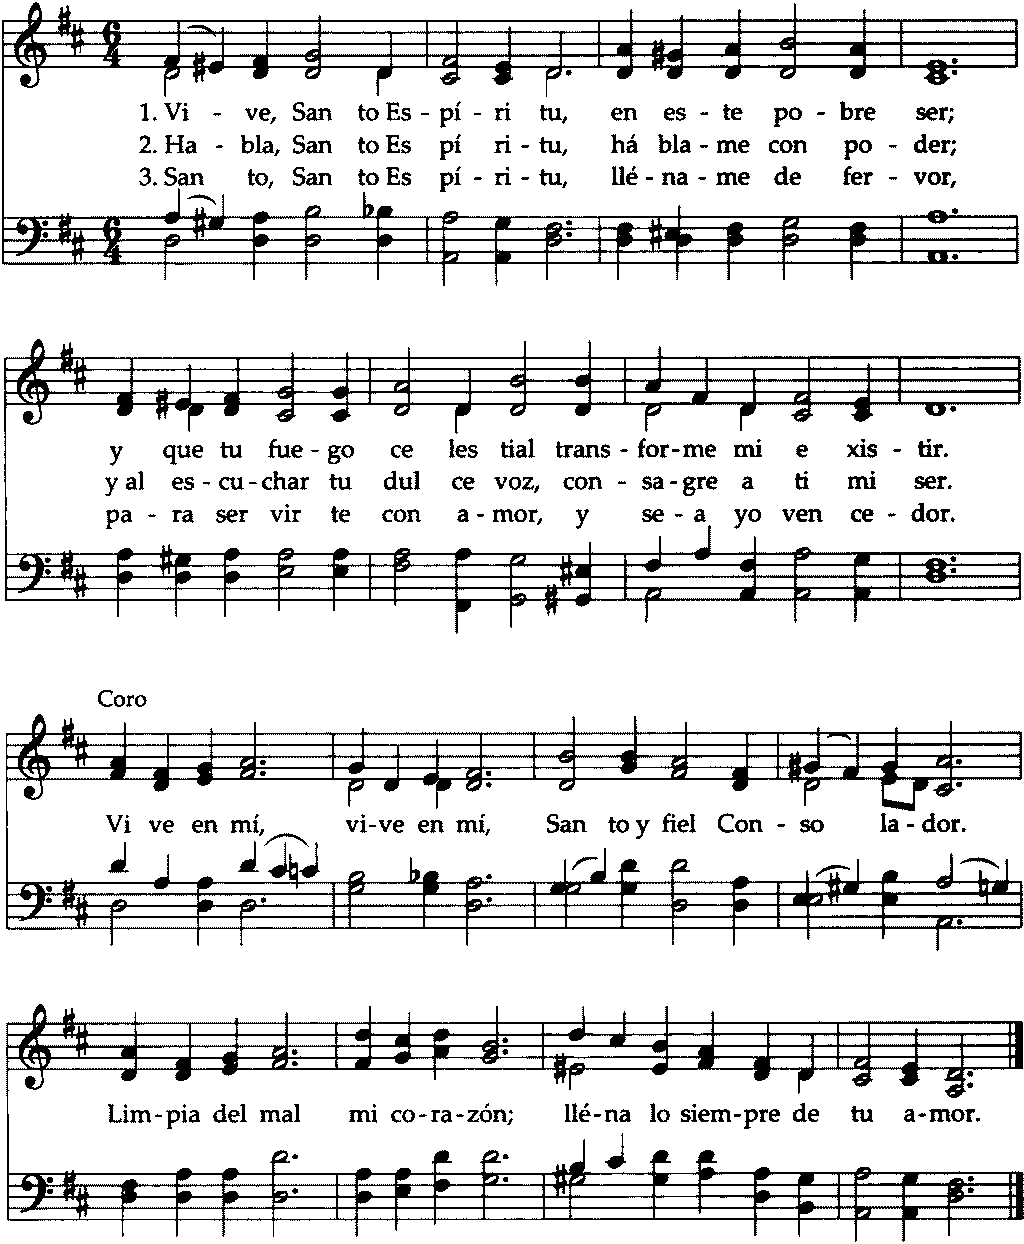 1. Vi - ve, San to Es - pí - ri tu, en es - te po - bre ser;
2. Ha - bla, San to Es pí ri - tu, há bla - me con po - der;
3. San to, San to Es pí - ri - tu, llé - na - me de fer - vor,
y que tu fue - go ce les tial trans - for - me mi e xis - tir.
y al es - cu - char tu dul ce voz, con - sa - gre a ti mi ser.
pa - ra ser vir te con a - mor, y se - a yo ven ce - dor.
Coro
Vi ve en mí, vi - ve en mí, San to y fiel Con - so la - dor.
Lim - pia del mal mi co - ra - zón; llé - na lo siem - pre de tu a - mor.